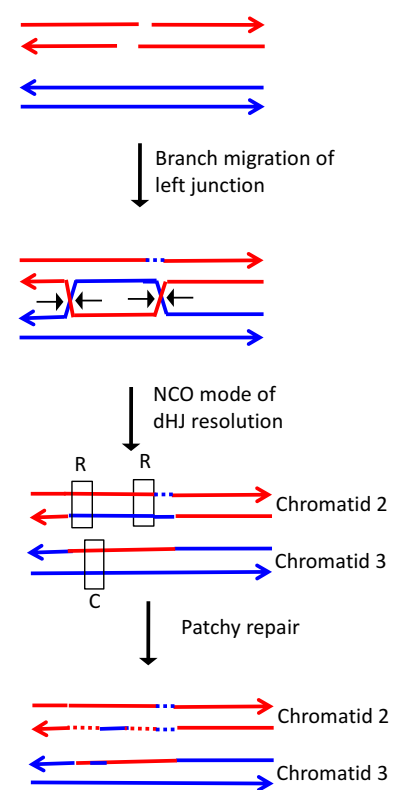 Branch migration of
left junction
NCO mode of
dHJ resolution
R R
Chromatid 2
Chromatid 3
C
Patchy repair
Chromatid 2
Chromatid 3